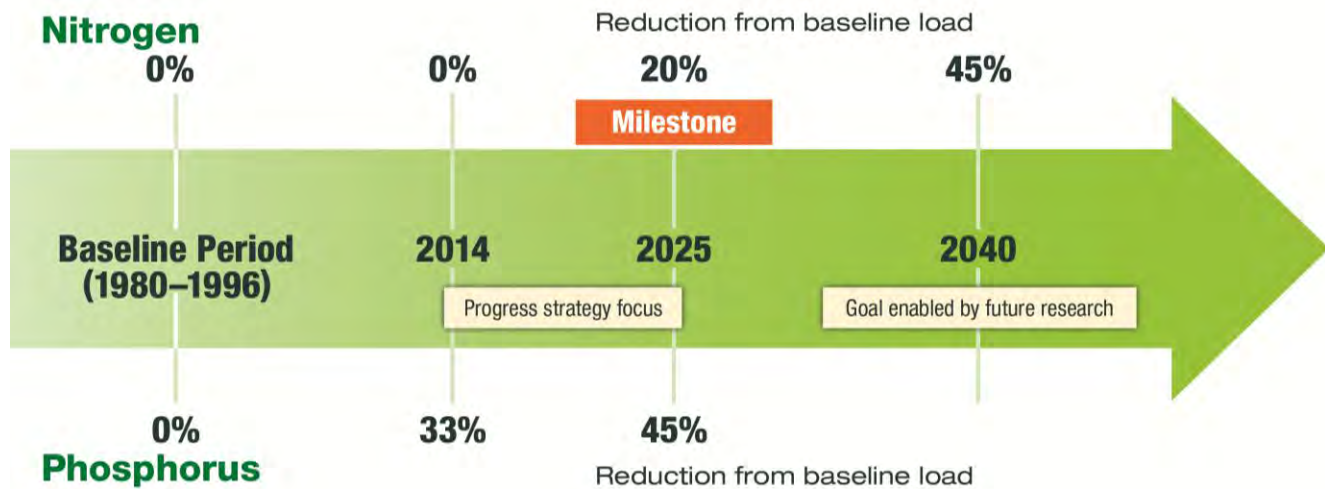 Nitrogen
Reduction from baseline load
0% 0% 20% 45%
Milestone
Baseline Period
(1980–1996)
2014 2025 2040
Progress strategy focus
Goal enabled by future research
0% 33% 45%
Phosphorus
Reduction from baseline load